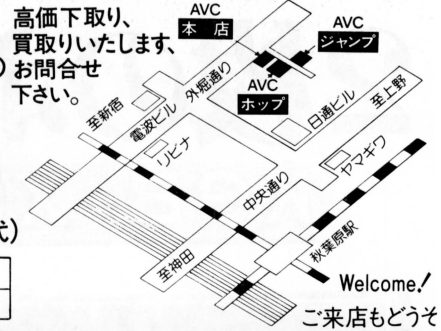 高価下取り、
買取りいたします、
お問合せ
下さい。
AVC
本店
AVC
ジャンプ
AVC
ホップ
至新宿
電波ビル
外堀通り
リビナ
日通ビル
至上野
ヤマギワ
中央通り
至神田
秋葉原駅
代)
Welcome!
ご来店もどうぞ